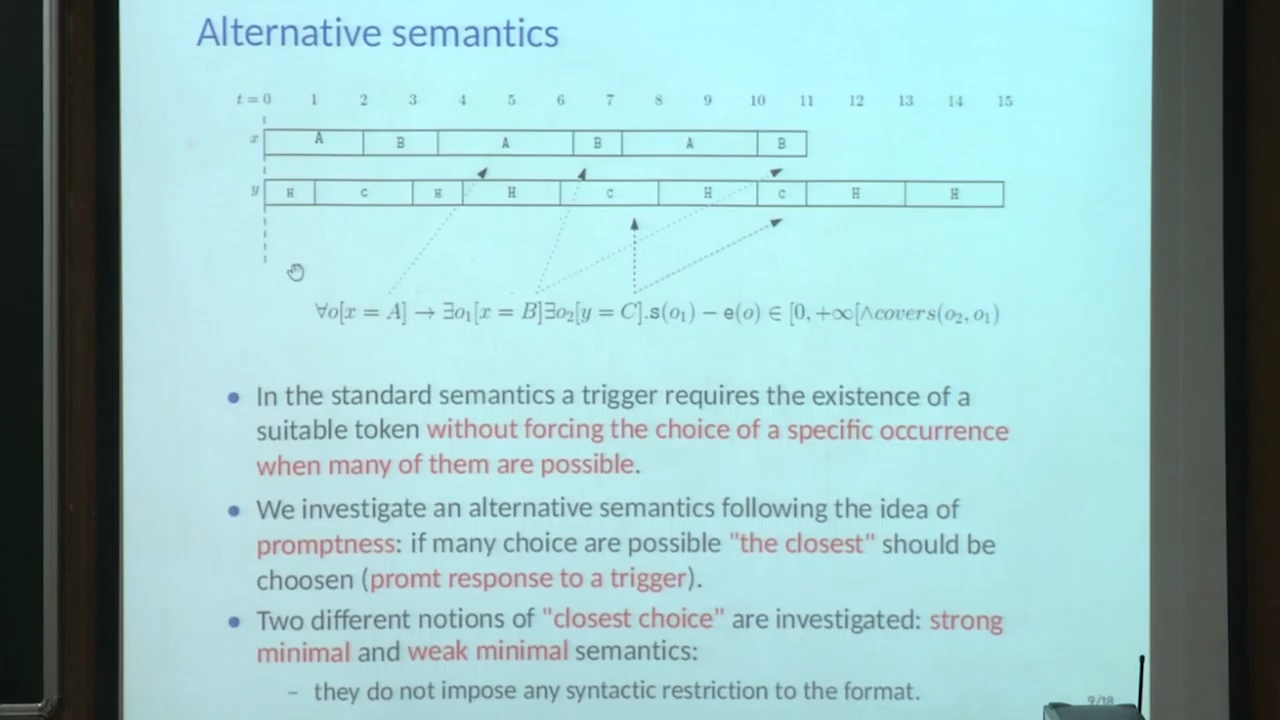 Alternative semantics
t = 0 1 2 3 4 5 6 7 8 9 10 11 12 13 14 15
x A B A B A B
y H C H H C H C H H
∀o[x = A] → ∃o₁[x = B]∃o₂[y = C].s(o₁) − e(o) ∈ [0, +∞[∧covers(o₂, o₁)
• In the standard semantics a trigger requires the existence of a
suitable token without forcing the choice of a specific occurrence
when many of them are possible.
• We investigate an alternative semantics following the idea of
promptness: if many choice are possible "the closest" should be
choosen (promt response to a trigger).
• Two different notions of "closest choice" are investigated: strong
minimal and weak minimal semantics:
– they do not impose any syntactic restriction to the format.
9/18